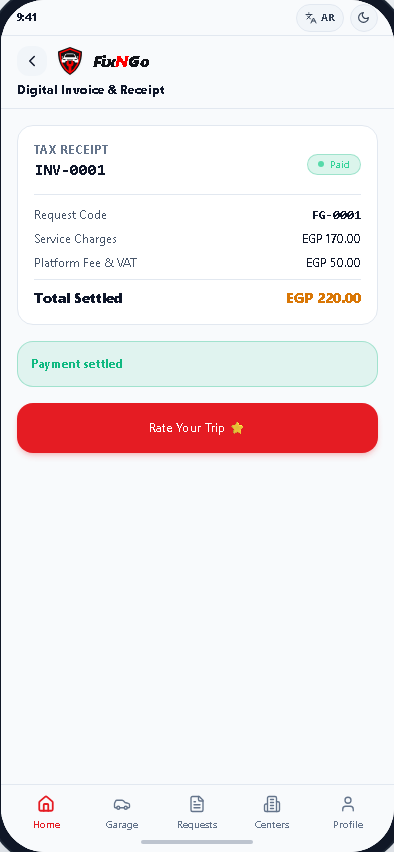 9:41
AR
FixNGo
Digital Invoice & Receipt
TAX RECEIPT
INV-0001
Paid
Request Code FG-0001
Service Charges EGP 170.00
Platform Fee & VAT EGP 50.00
Total Settled EGP 220.00
Payment settled
Rate Your Trip ⭐
Home Garage Requests Centers Profile